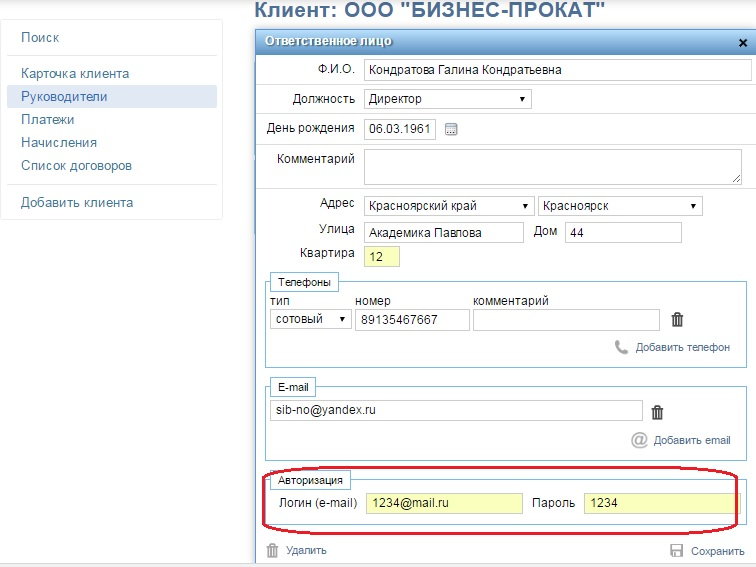 Клиент: ООО "БИЗНЕС-ПРОКАТ"
Поиск
Карточка клиента
Руководители
Платежи
Начисления
Список договоров
Добавить клиента
Ответственное лицо
Ф.И.О. Кондратова Галина Кондратьевна
Должность Директор
День рождения 06.03.1961
Комментарий
Адрес Красноярский край Красноярск
Улица Академика Павлова Дом 44
Квартира 12
Телефоны
тип номер комментарий
сотовый 89135467667
Добавить телефон
E-mail
sib-no@yandex.ru
@ Добавить email
Авторизация
Логин (e-mail) 1234@mail.ru Пароль 1234
Удалить Сохранить